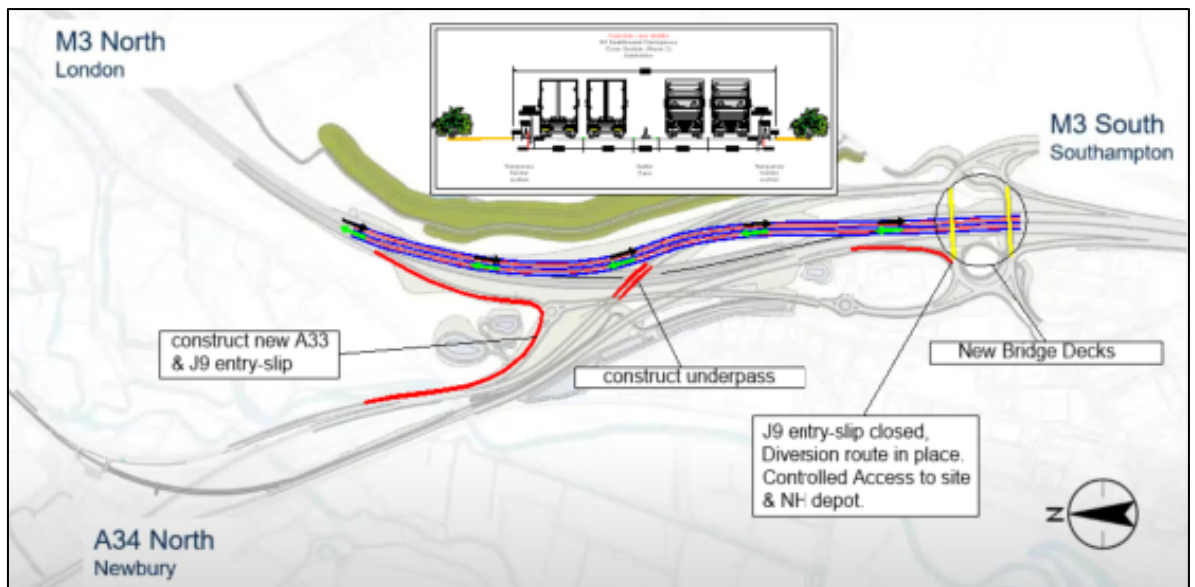 M3 North
London
M3 South
Southampton
construct new A33
& J9 entry-slip
construct underpass
New Bridge Decks
J9 entry-slip closed,
Diversion route in place.
Controlled Access to site
& NH depot.
N
A34 North
Newbury